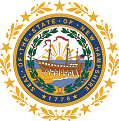 SEAL OF THE STATE OF NEW HAMPSHIRE
1776